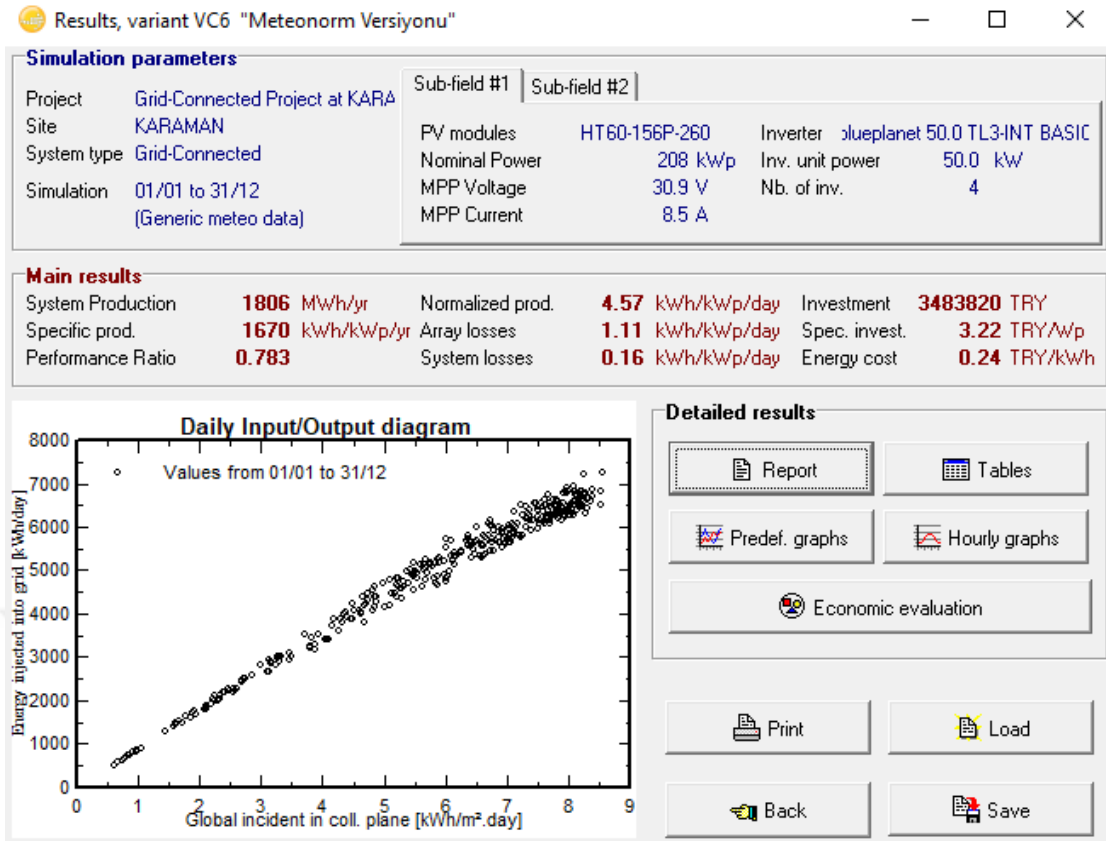 Results, variant VC6 "Meteonorm Versiyonu"
Simulation parameters
Project Grid-Connected Project at KARA
Site KARAMAN
System type Grid-Connected
Simulation 01/01 to 31/12
(Generic meteo data)
Sub-field #1 Sub-field #2
PV modules HT60-156P-260 Inverter blueplanet 50.0 TL3-INT BASIC
Nominal Power 208 kWp Inv. unit power 50.0 kW
MPP Voltage 30.9 V Nb. of inv. 4
MPP Current 8.5 A
Main results
System Production 1806 MWh/yr Normalized prod. 4.57 kWh/kWp/day Investment 3483820 TRY
Specific prod. 1670 kWh/kWp/yr Array losses 1.11 kWh/kWp/day Spec. invest. 3.22 TRY/Wp
Performance Ratio 0.783 System losses 0.16 kWh/kWp/day Energy cost 0.24 TRY/kWh
Daily Input/Output diagram
Values from 01/01 to 31/12
Energy injected into grid [kWh/day]
8000
7000
6000
5000
4000
3000
2000
1000
0
0 1 2 3 4 5 6 7 8 9
Global incident in coll. plane [kWh/m².day]
Detailed results
Report Tables
Predef. graphs Hourly graphs
Economic evaluation
Print Load
Back Save